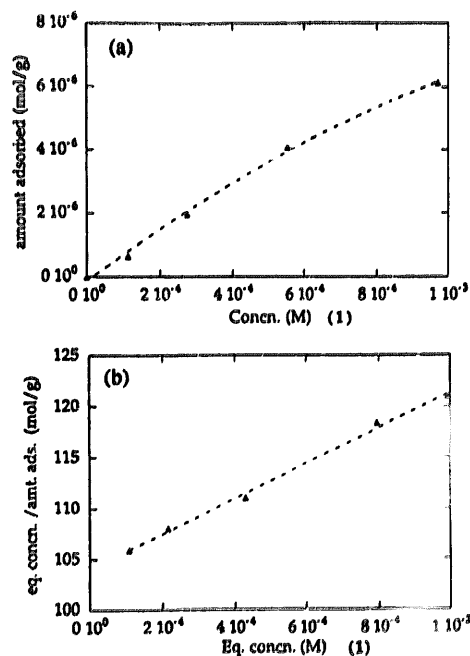 (a)
amount adsorbed (mol/g)
8 10⁻⁶
6 10⁻⁶
4 10⁻⁶
2 10⁻⁶
0 10⁰
0 10⁰ 2 10⁻⁴ 4 10⁻⁴ 6 10⁻⁴ 8 10⁻⁴ 1 10⁻³
Concn. (M) (1)
(b)
eq. concn. /amt. ads. (mol/g)
125
120
115
110
105
100
0 10⁰ 2 10⁻⁴ 4 10⁻⁴ 6 10⁻⁴ 8 10⁻⁴ 1 10⁻³
Eq. concn. (M) (1)